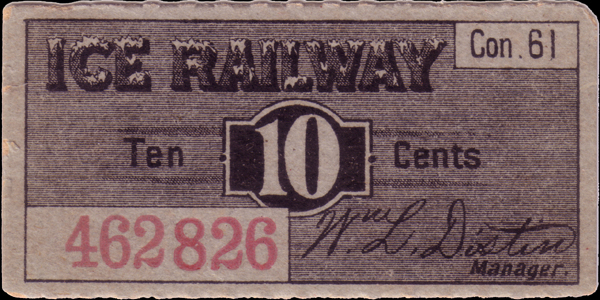 ICE RAILWAY
Con. 61
Ten 10 Cents
462826
Wm L. Distin
Manager.